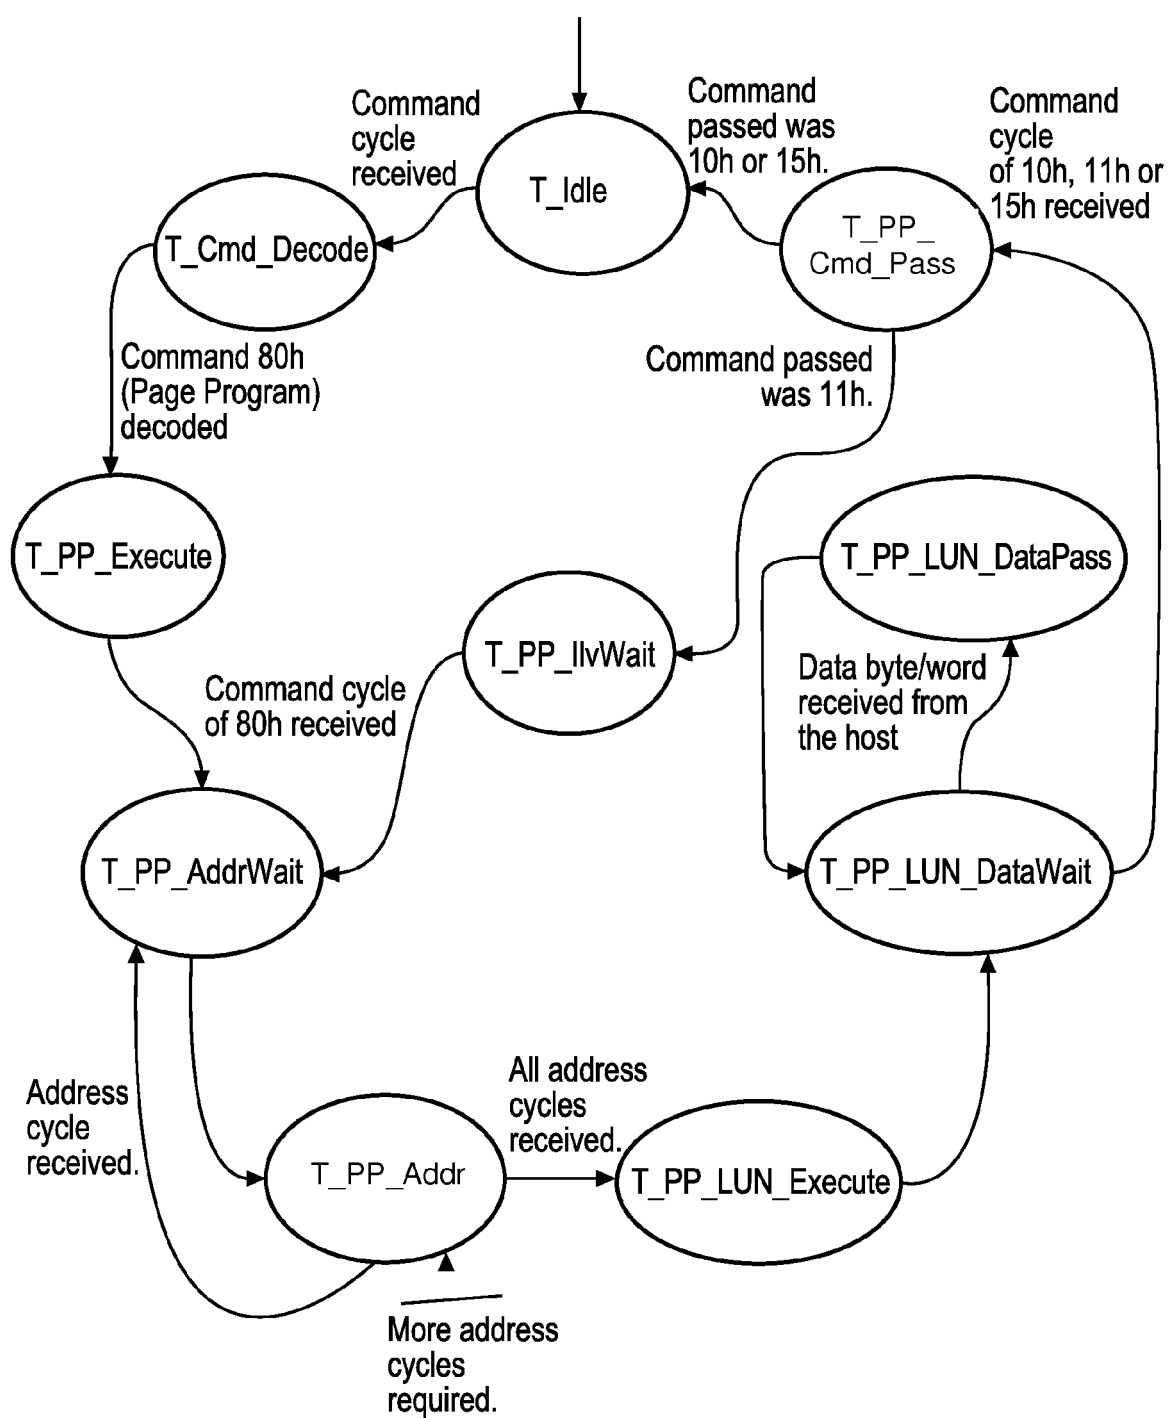 Command
cycle
received
T_Idle
Command
passed was
10h or 15h.
Command
cycle
of 10h, 11h or
15h received
T_Cmd_Decode
T_PP_
Cmd_Pass
Command 80h
(Page Program)
decoded
Command passed
was 11h.
T_PP_Execute
T_PP_LUN_DataPass
T_PP_IlvWait
Command cycle
of 80h received
Data byte/word
received from
the host
T_PP_AddrWait
T_PP_LUN_DataWait
Address
cycle
received.
All address
cycles
received.
T_PP_Addr
T_PP_LUN_Execute
More address
cycles
required.